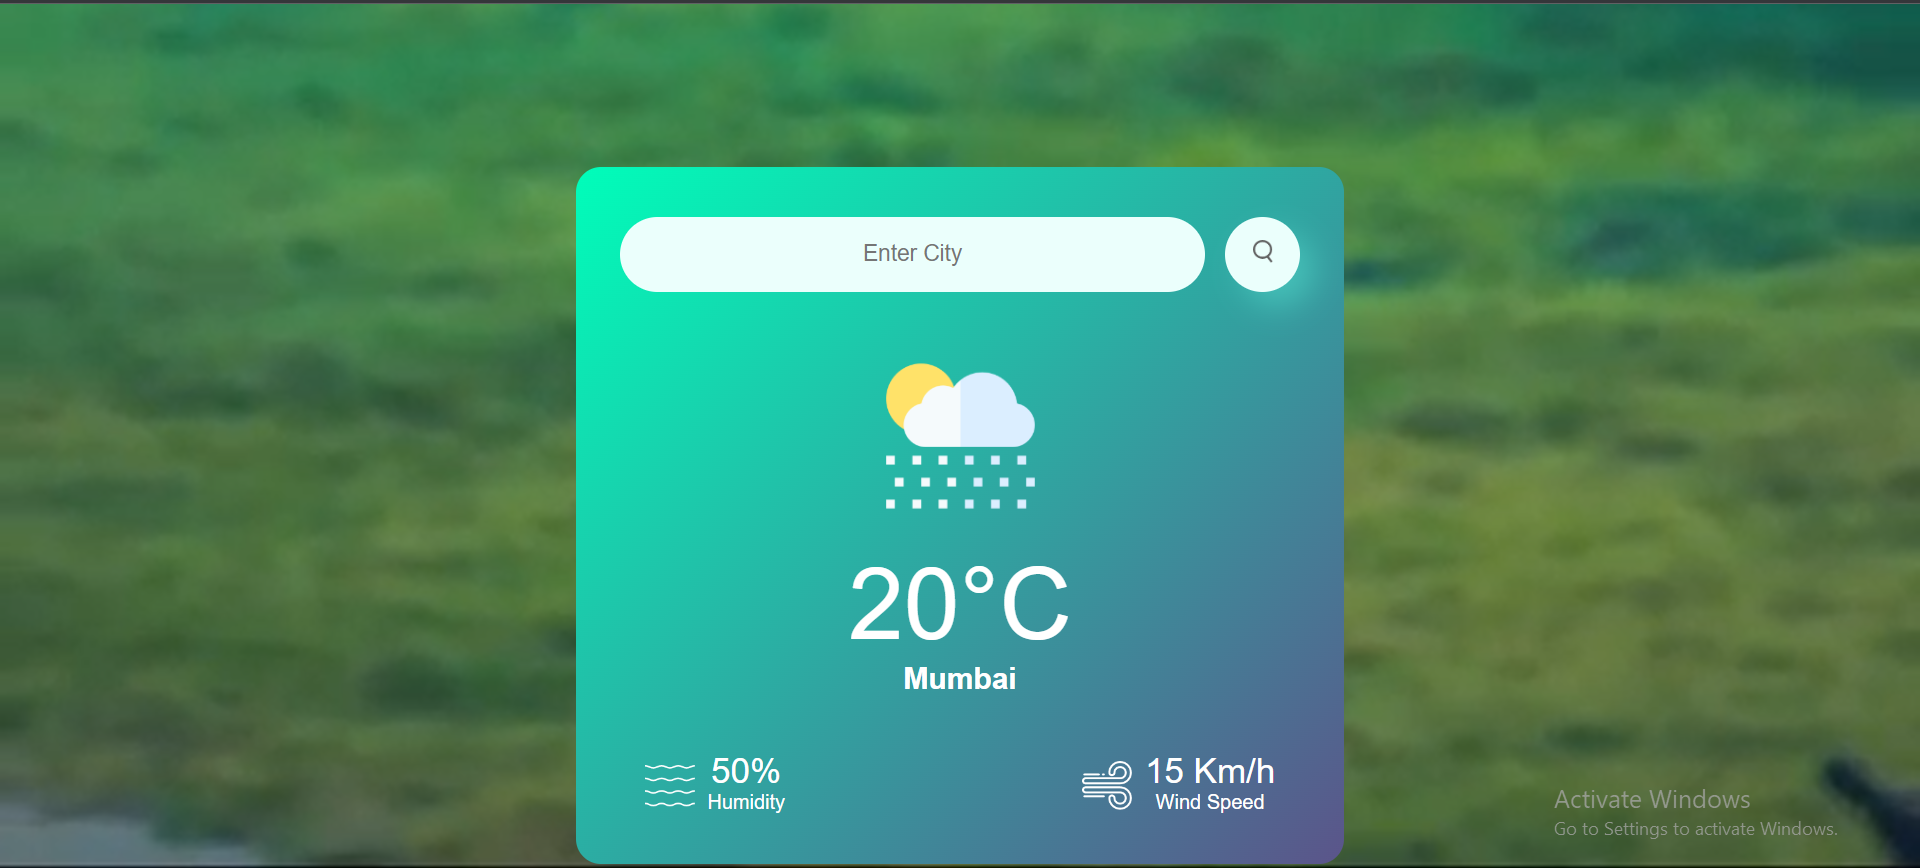 Enter City
20°C
Mumbai
50%
Humidity
15 Km/h
Wind Speed
Activate Windows
Go to Settings to activate Windows.